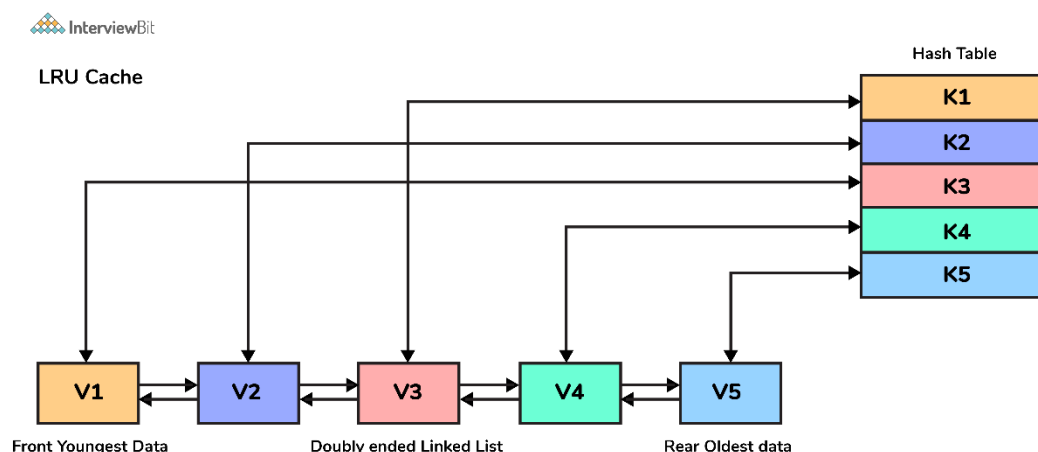 InterviewBit
LRU Cache
Hash Table
K1
K2
K3
K4
K5
V1
V2
V3
V4
V5
Front Youngest Data
Doubly ended Linked List
Rear Oldest data